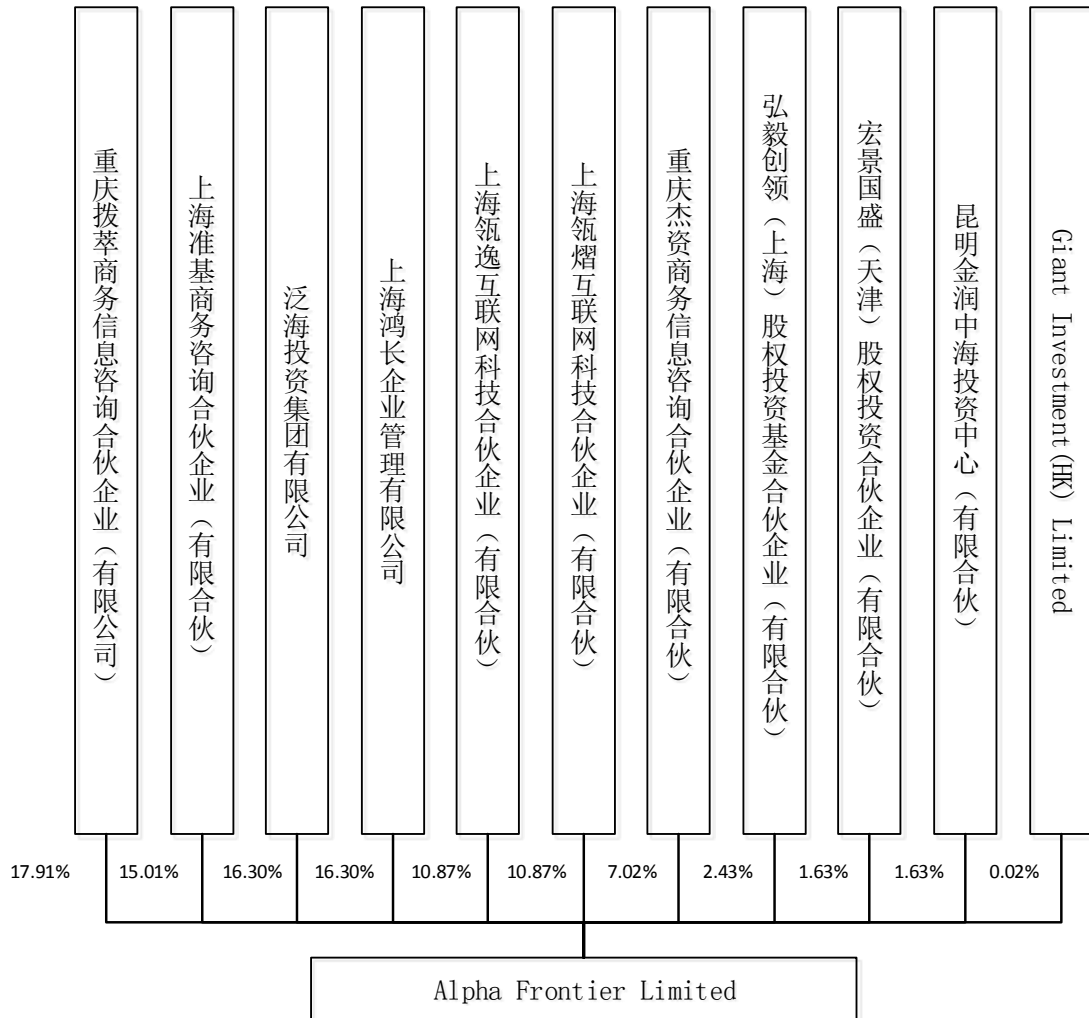 重庆拨萃商务信息咨询合伙企业（有限公司）
上海准基商务咨询合伙企业（有限合伙）
泛海投资集团有限公司
上海鸿长企业管理有限公司
上海瓴逸互联网科技合伙企业（有限合伙）
上海瓴熠互联网科技合伙企业（有限合伙）
重庆杰资商务信息咨询合伙企业（有限合伙）
弘毅创领（上海）股权投资基金合伙企业（有限合伙）
宏景国盛（天津）股权投资合伙企业（有限合伙）
昆明金润中海投资中心（有限合伙）
Giant Investment(HK) Limited
17.91%
15.01%
16.30%
16.30%
10.87%
10.87%
7.02%
2.43%
1.63%
1.63%
0.02%
Alpha Frontier Limited